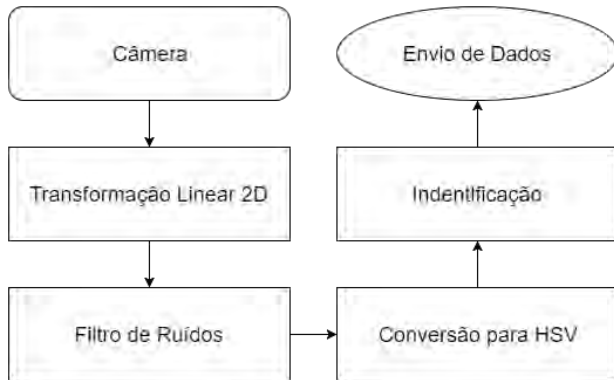 Câmera
Envio de Dados
Transformação Linear 2D
Indentificação
Filtro de Ruídos
Conversão para HSV